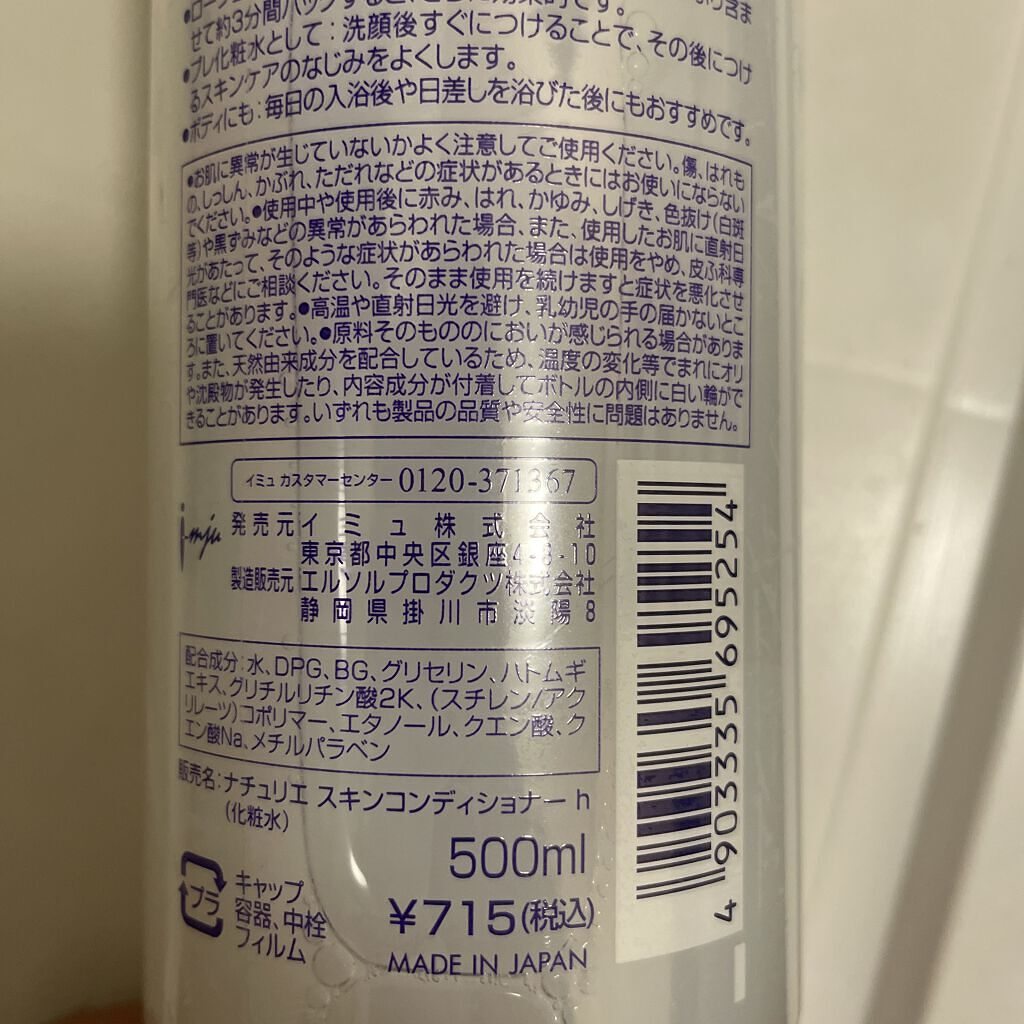 せて約3分間パックすると、
●プレ化粧水として：洗顔後すぐにつけることで、その後につけ
るスキンケアのなじみをよくします。
●ボディにも：毎日の入浴後や日差しを浴びた後にもおすすめです。
●お肌に異常が生じていないかよく注意してご使用ください。傷、はれも
の、しっしん、かぶれ、ただれなどの症状があるときにはお使いにならない
でください。●使用中や使用後に赤み、はれ、かゆみ、しげき、色抜け(白斑
等)や黒ずみなどの異常があらわれた場合、また、使用したお肌に直射日
光があたって、そのような症状があらわれた場合は使用をやめ、皮ふ科専
門医などにご相談ください。そのまま使用を続けますと症状を悪化させ
ることがあります。●高温や直射日光を避け、乳幼児の手の届かないとこ
ろに置いてください。●原料そのもののにおいが感じられる場合がありま
す。また、天然由来成分を配合しているため、温度の変化等でまれにオリ
や沈殿物が発生したり、内容成分が付着してボトルの内側に白い輪がで
きることがあります。いずれも製品の品質や安全性に問題はありません。
イミュ カスタマーセンター 0120-371367
i-mju
発売元 イミュ株式会社
東京都中央区銀座4-3-10
製造販売元 エルソルプロダクツ株式会社
静岡県掛川市淡陽8
配合成分：水、DPG、BG、グリセリン、ハトムギ
エキス、グリチルリチン酸2K、(スチレン/アク
リレーツ)コポリマー、エタノール、クエン酸、ク
エン酸Na、メチルパラベン
販売名：ナチュリエ スキンコンディショナー h
(化粧水)
500ml
¥715(税込)
MADE IN JAPAN
プラ
キャップ
容器、中栓
フィルム
4903335695254